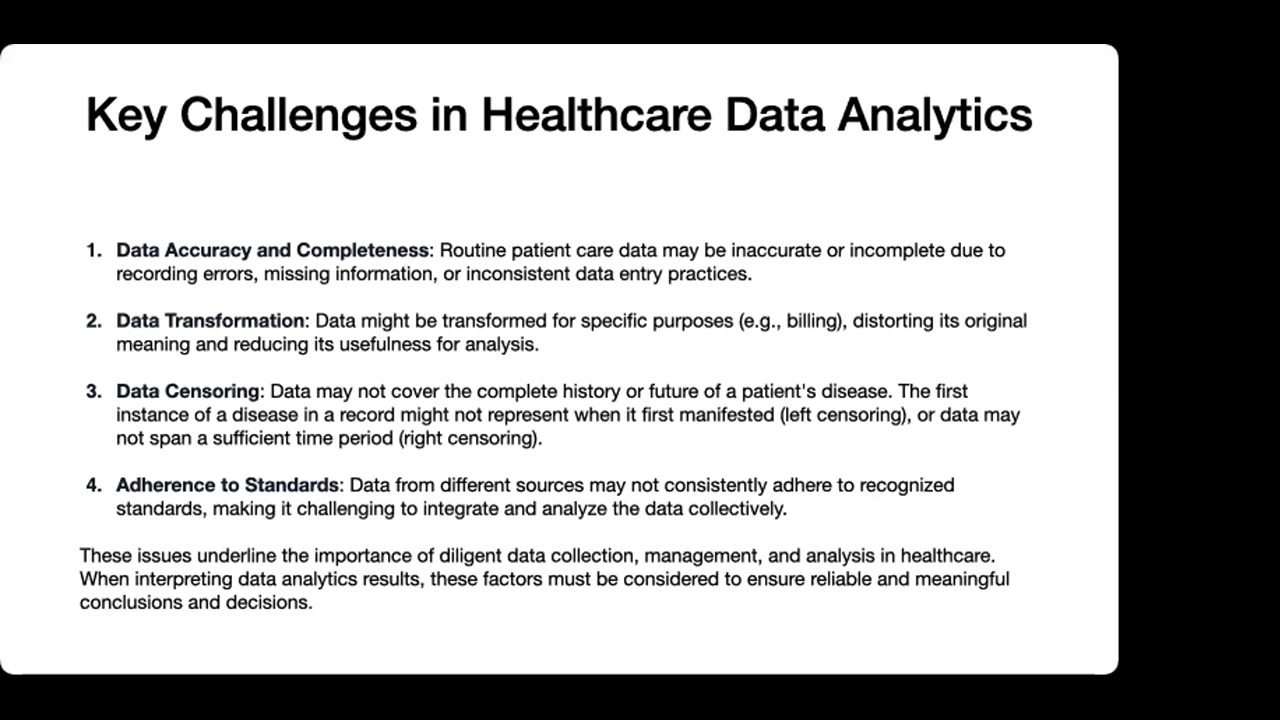 Key Challenges in Healthcare Data Analytics
1. Data Accuracy and Completeness: Routine patient care data may be inaccurate or incomplete due to
recording errors, missing information, or inconsistent data entry practices.
2. Data Transformation: Data might be transformed for specific purposes (e.g., billing), distorting its original
meaning and reducing its usefulness for analysis.
3. Data Censoring: Data may not cover the complete history or future of a patient's disease. The first
instance of a disease in a record might not represent when it first manifested (left censoring), or data may
not span a sufficient time period (right censoring).
4. Adherence to Standards: Data from different sources may not consistently adhere to recognized
standards, making it challenging to integrate and analyze the data collectively.
These issues underline the importance of diligent data collection, management, and analysis in healthcare.
When interpreting data analytics results, these factors must be considered to ensure reliable and meaningful
conclusions and decisions.